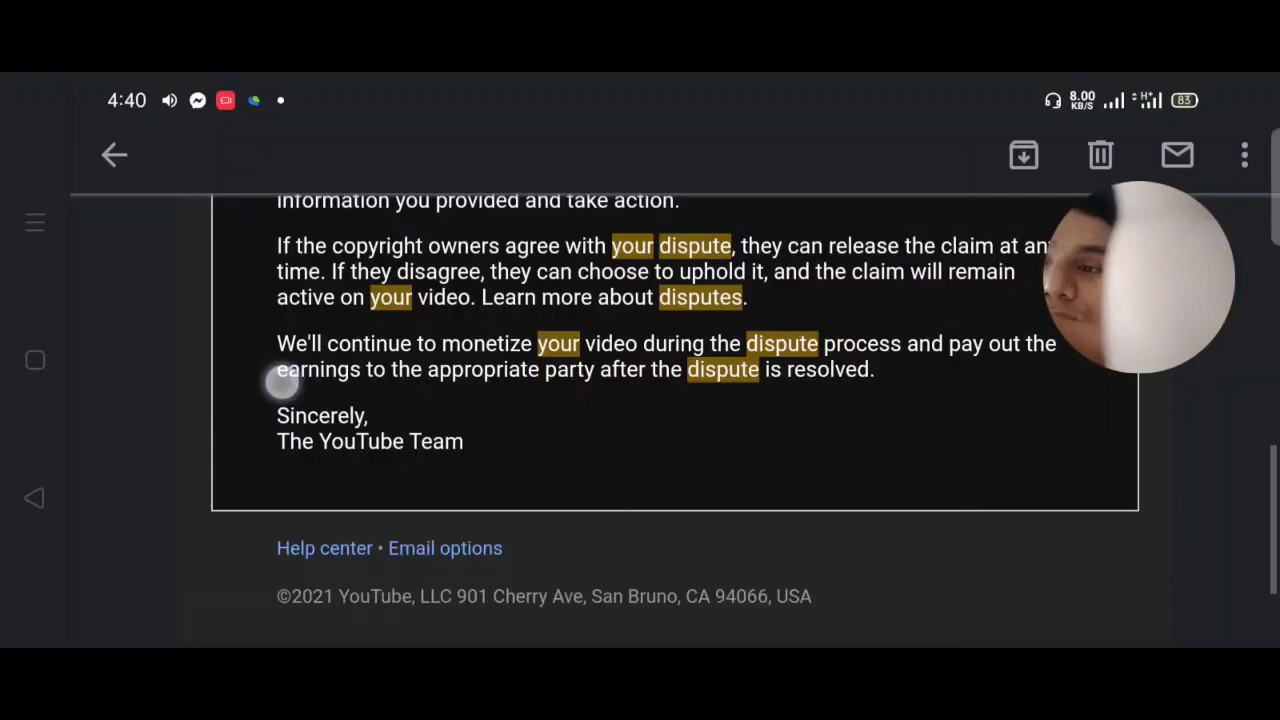 4:40
8.00
KB/S
H+
83
information you provided and take action.
If the copyright owners agree with your dispute, they can release the claim at any
time. If they disagree, they can choose to uphold it, and the claim will remain
active on your video. Learn more about disputes.
We'll continue to monetize your video during the dispute process and pay out the
earnings to the appropriate party after the dispute is resolved.
Sincerely,
The YouTube Team
Help center • Email options
©2021 YouTube, LLC 901 Cherry Ave, San Bruno, CA 94066, USA